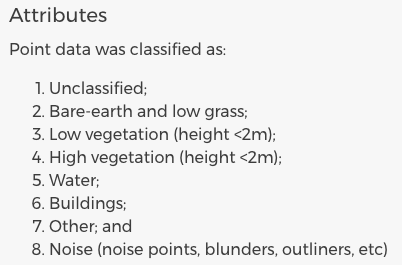 Attributes
Point data was classified as:
1. Unclassified;
2. Bare-earth and low grass;
3. Low vegetation (height <2m);
4. High vegetation (height <2m);
5. Water;
6. Buildings;
7. Other; and
8. Noise (noise points, blunders, outliners, etc)